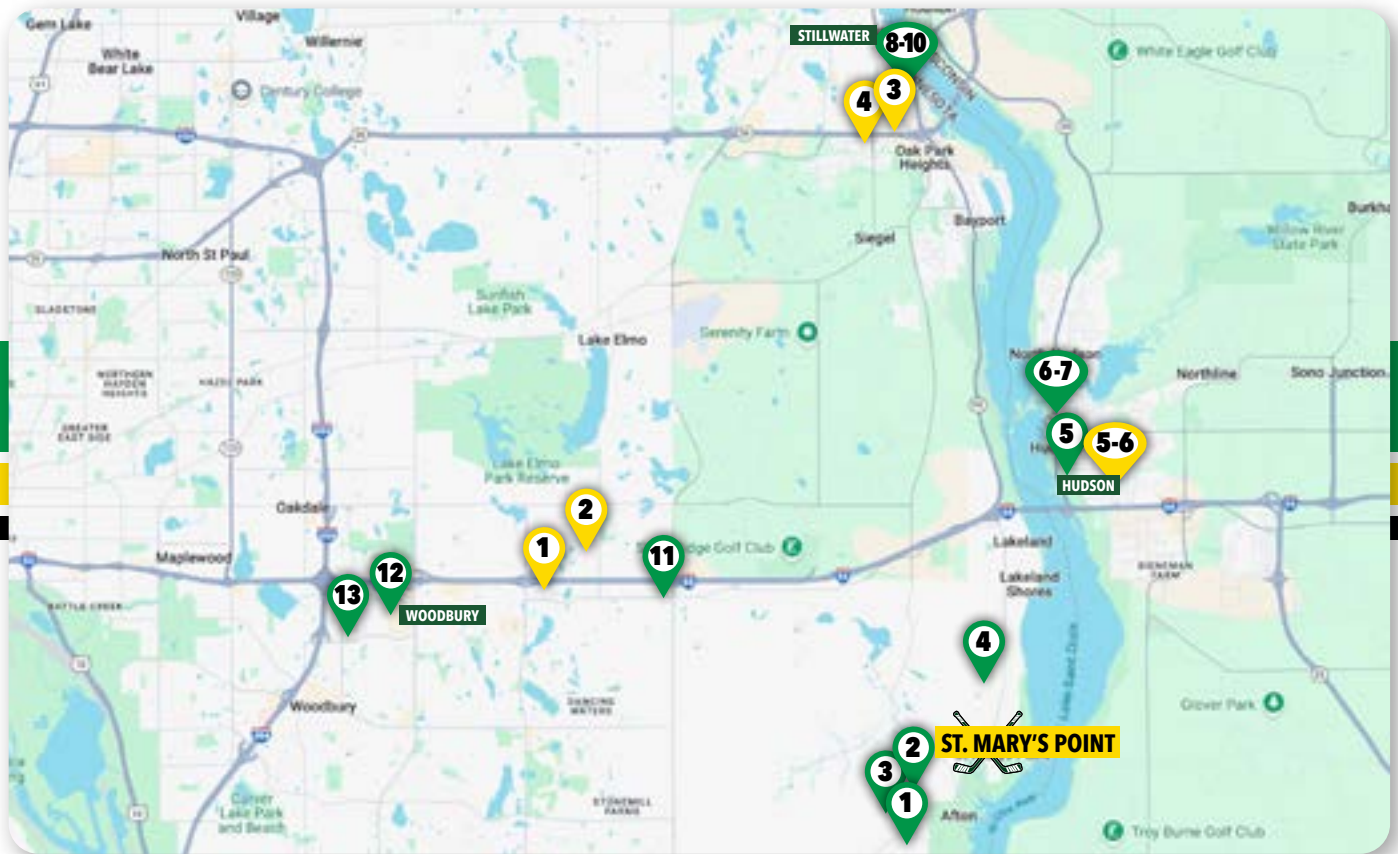 Gem Lake
Village
Willernie
White
Bear Lake
Century College
STILLWATER
8-10
White Eagle Golf Club
4
3
Oak Park
Heights
Bayport
Siegel
Willow River
State Park
North St Paul
GLADSTONE
Sunfish
Lake Park
Lake Elmo
Serenity Farm
NORTHERN
HAYDEN
HEIGHTS
HAZEL PARK
GREATER
EAST SIDE
6-7
Northline
Sono Junction
5
5-6
HUDSON
Lake Elmo
Park Reserve
Oakdale
Maplewood
1
2
11
Golf Club
12
13
WOODBURY
BATTLE CREEK
Lakeland
Lakeland
Shores
4
Woodbury
DANCING
WATERS
Glover Park
2
ST. MARY'S POINT
3
1
Afton
STONEMILL
FARMS
Carver
Lake Park
and Beach
Troy Burne Golf Club